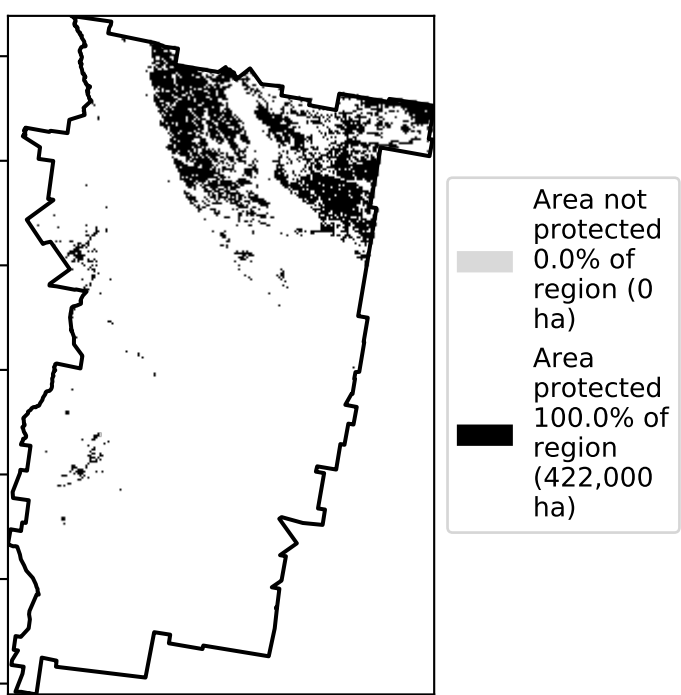 Area not
protected
0.0% of
region (0
ha)
Area
protected
100.0% of
region
(422,000
ha)